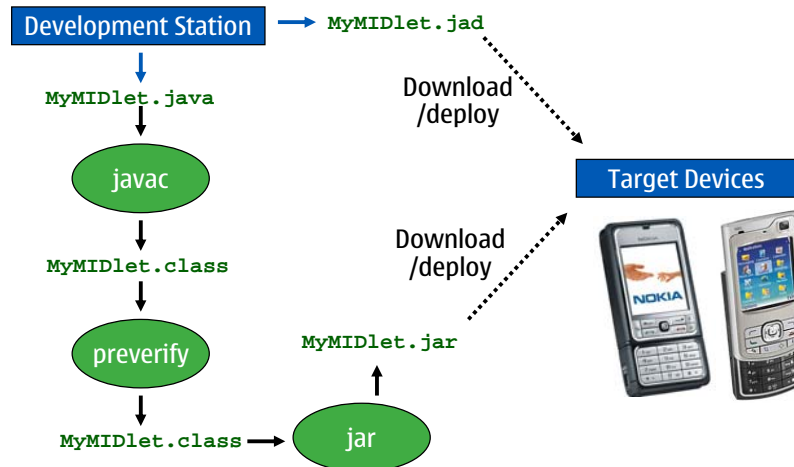 Development Station
MyMIDlet.jad
MyMIDlet.java
Download
/deploy
javac
Target Devices
MyMIDlet.class
Download
/deploy
NOKIA
preverify
MyMIDlet.jar
MyMIDlet.class
jar